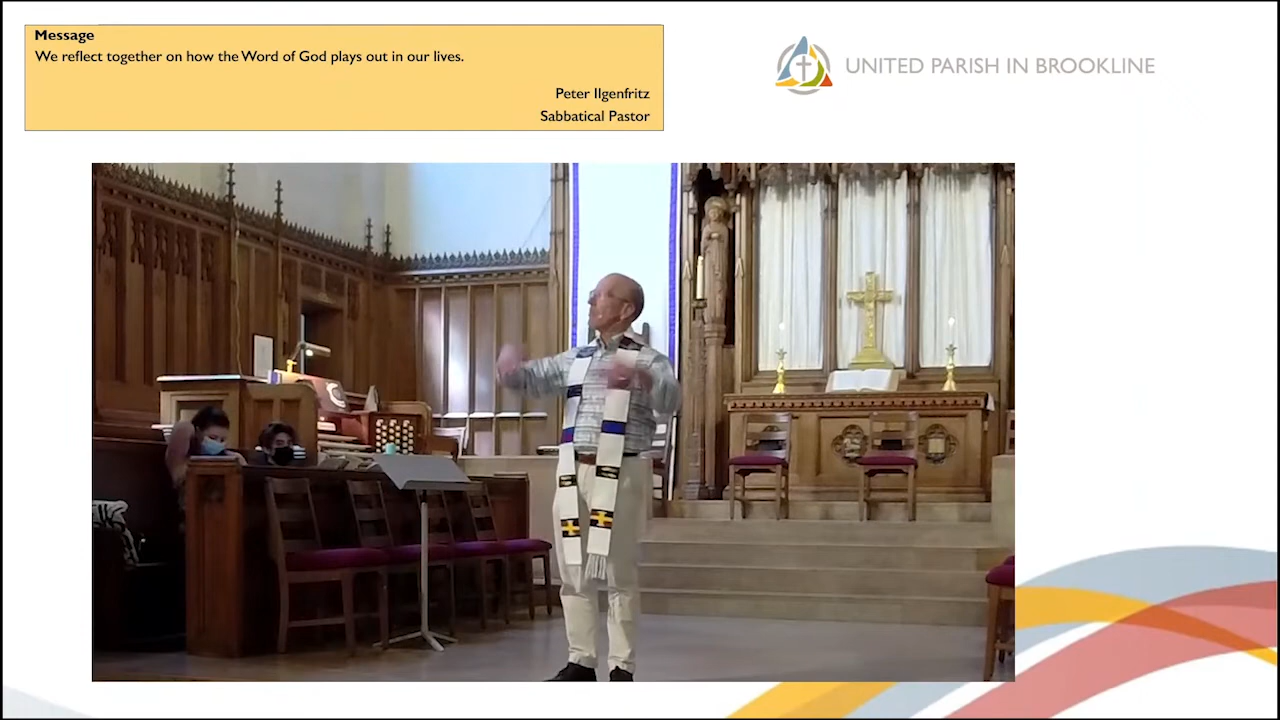 Message
We reflect together on how the Word of God plays out in our lives.
Peter Ilgenfritz
Sabbatical Pastor
UNITED PARISH IN BROOKLINE